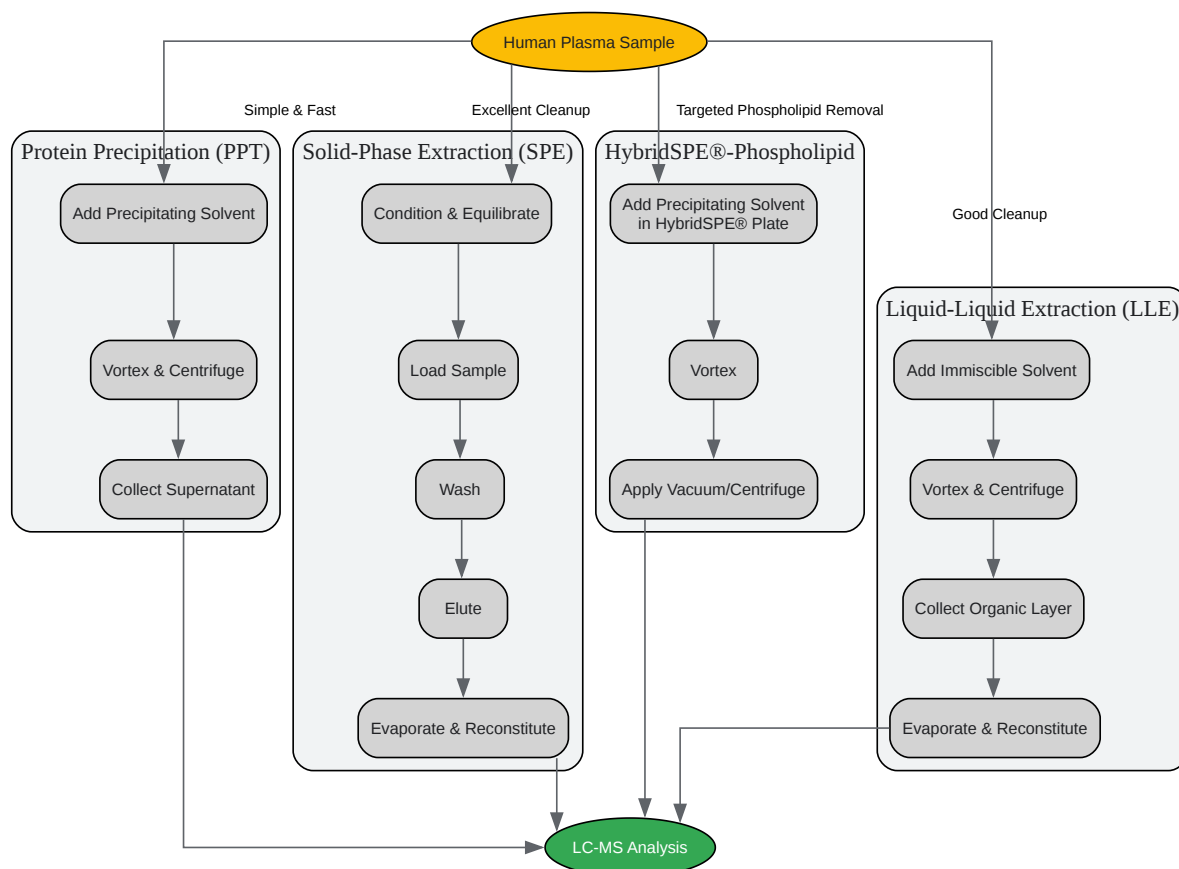 Human Plasma Sample
Simple & Fast
Excellent Cleanup
Targeted Phospholipid Removal
Good Cleanup
Protein Precipitation (PPT)
Add Precipitating Solvent
Vortex & Centrifuge
Collect Supernatant
Solid-Phase Extraction (SPE)
Condition & Equilibrate
Load Sample
Wash
Elute
Evaporate & Reconstitute
HybridSPE®-Phospholipid
Add Precipitating Solvent
in HybridSPE® Plate
Vortex
Apply Vacuum/Centrifuge
Liquid-Liquid Extraction (LLE)
Add Immiscible Solvent
Vortex & Centrifuge
Collect Organic Layer
Evaporate & Reconstitute
LC-MS Analysis